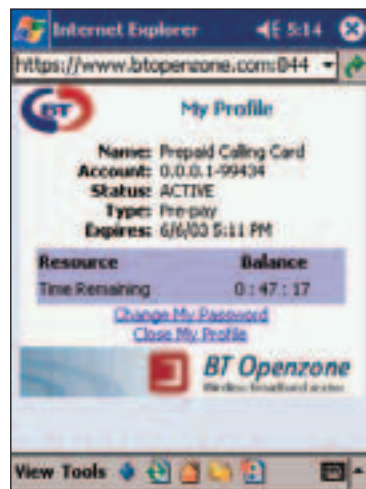 Internet Explorer 5:14
https://www.btopenzone.com:844
BT
My Profile
Name: Prepaid Calling Card
Account: 0.0.0.1-99434
Status: ACTIVE
Type: Pre-pay
Expires: 6/6/03 5:11 PM
Resource Balance
Time Remaining 0 : 47 : 17
Change My Password
Close My Profile
BT Openzone
Wireless broadband access
View Tools